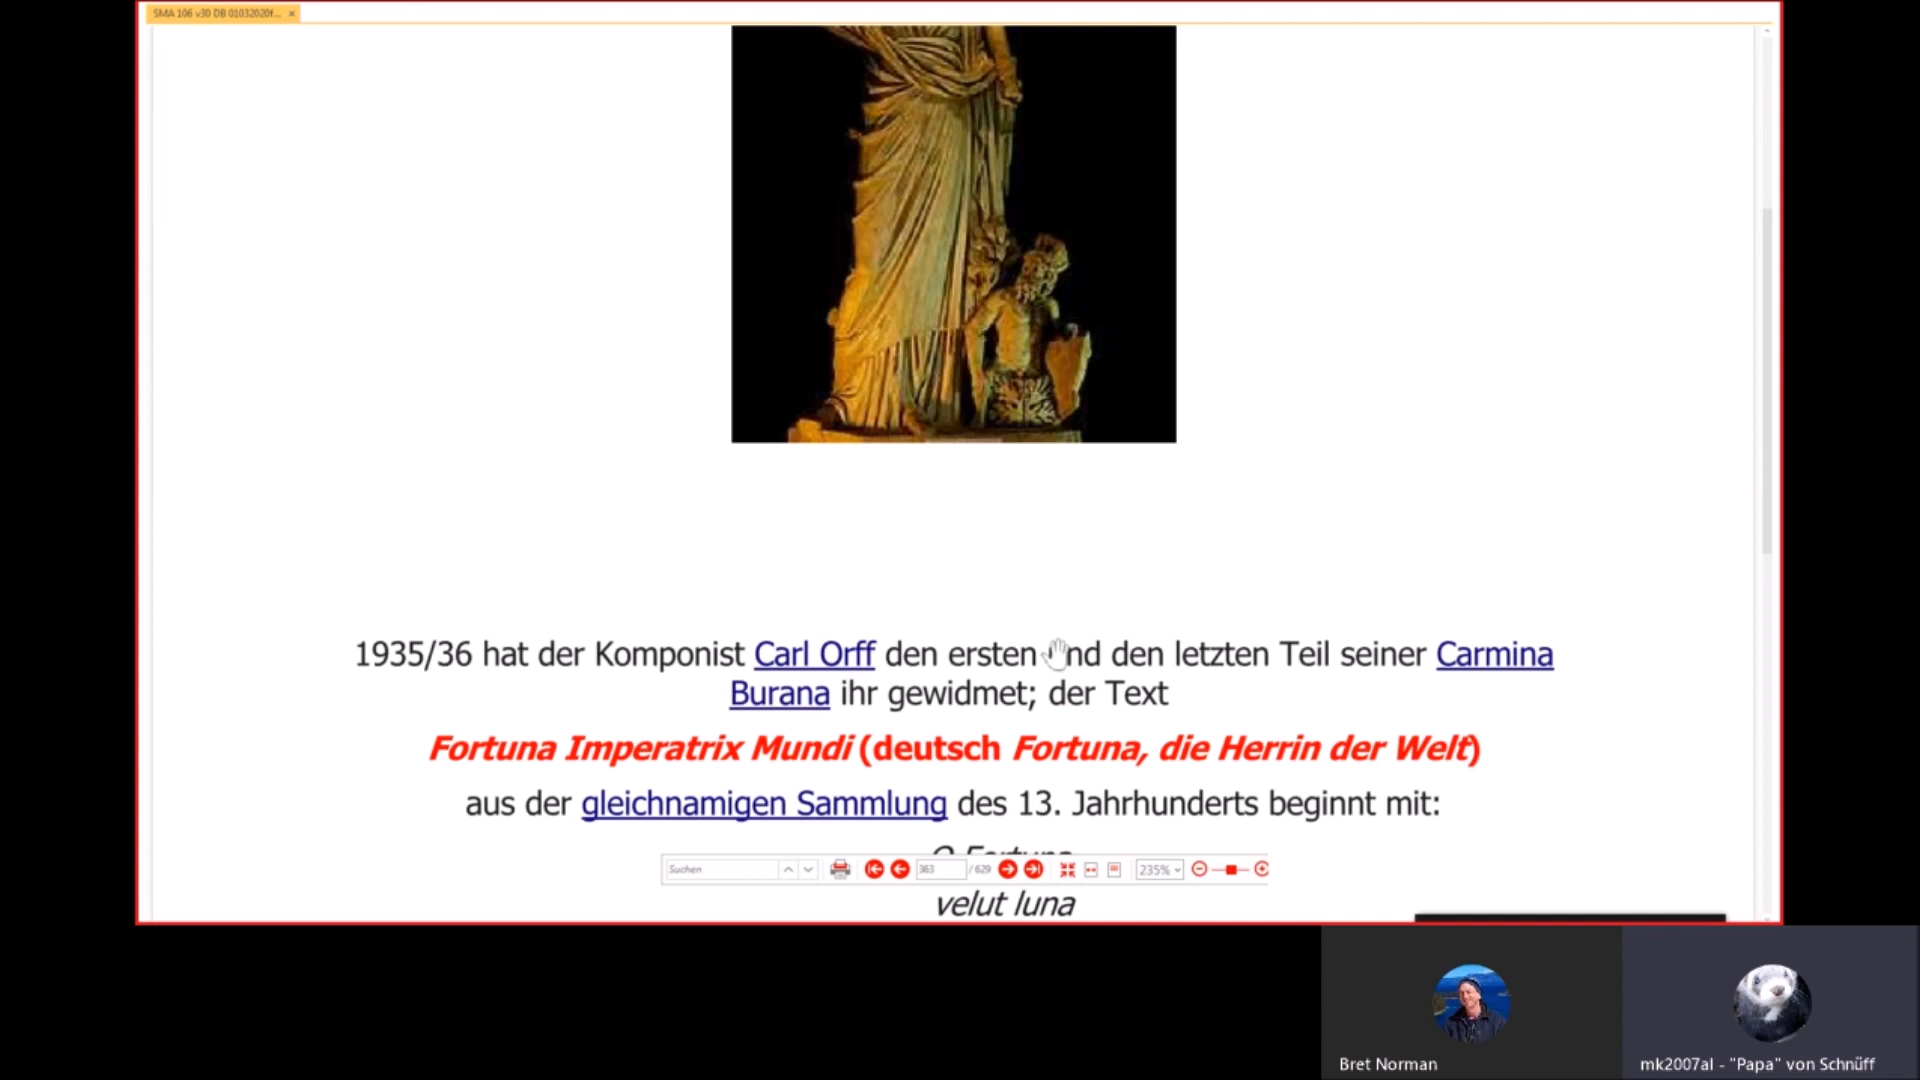 SMA 106 v30 DB 01032020f... ×
1935/36 hat der Komponist Carl Orff den ersten und den letzten Teil seiner Carmina
Burana ihr gewidmet; der Text
Fortuna Imperatrix Mundi (deutsch Fortuna, die Herrin der Welt)
aus der gleichnamigen Sammlung des 13. Jahrhunderts beginnt mit:
O Fortuna
Suchen 363 / 629 235%
velut luna
Bret Norman
mk2007al - "Papa" von Schnüff